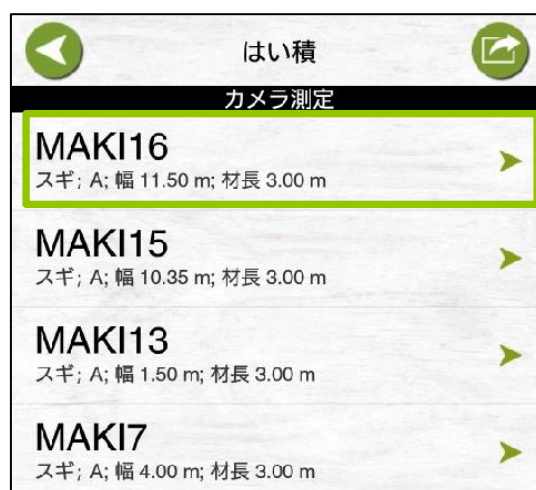 はい積
カメラ測定
MAKI16
スギ; A; 幅 11.50 m; 材長 3.00 m
MAKI15
スギ; A; 幅 10.35 m; 材長 3.00 m
MAKI13
スギ; A; 幅 1.50 m; 材長 3.00 m
MAKI7
スギ; A; 幅 4.00 m; 材長 3.00 m